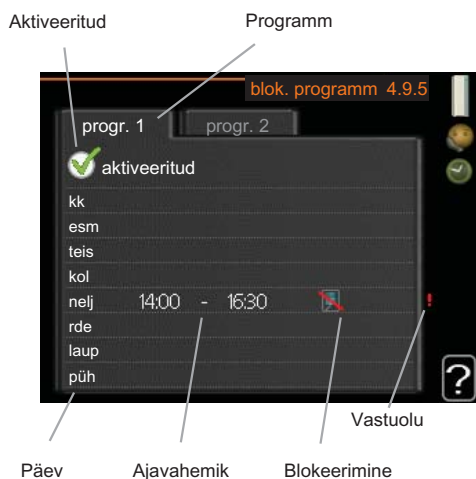 Aktiveeritud Programm
blok. programm 4.9.5
progr. 1 progr. 2
aktiveeritud
kk
esm
teis
kol
nelj 14:00 - 16:30 !
rde
laup
püh
?
Vastuolu
Päev Ajavahemik Blokeerimine